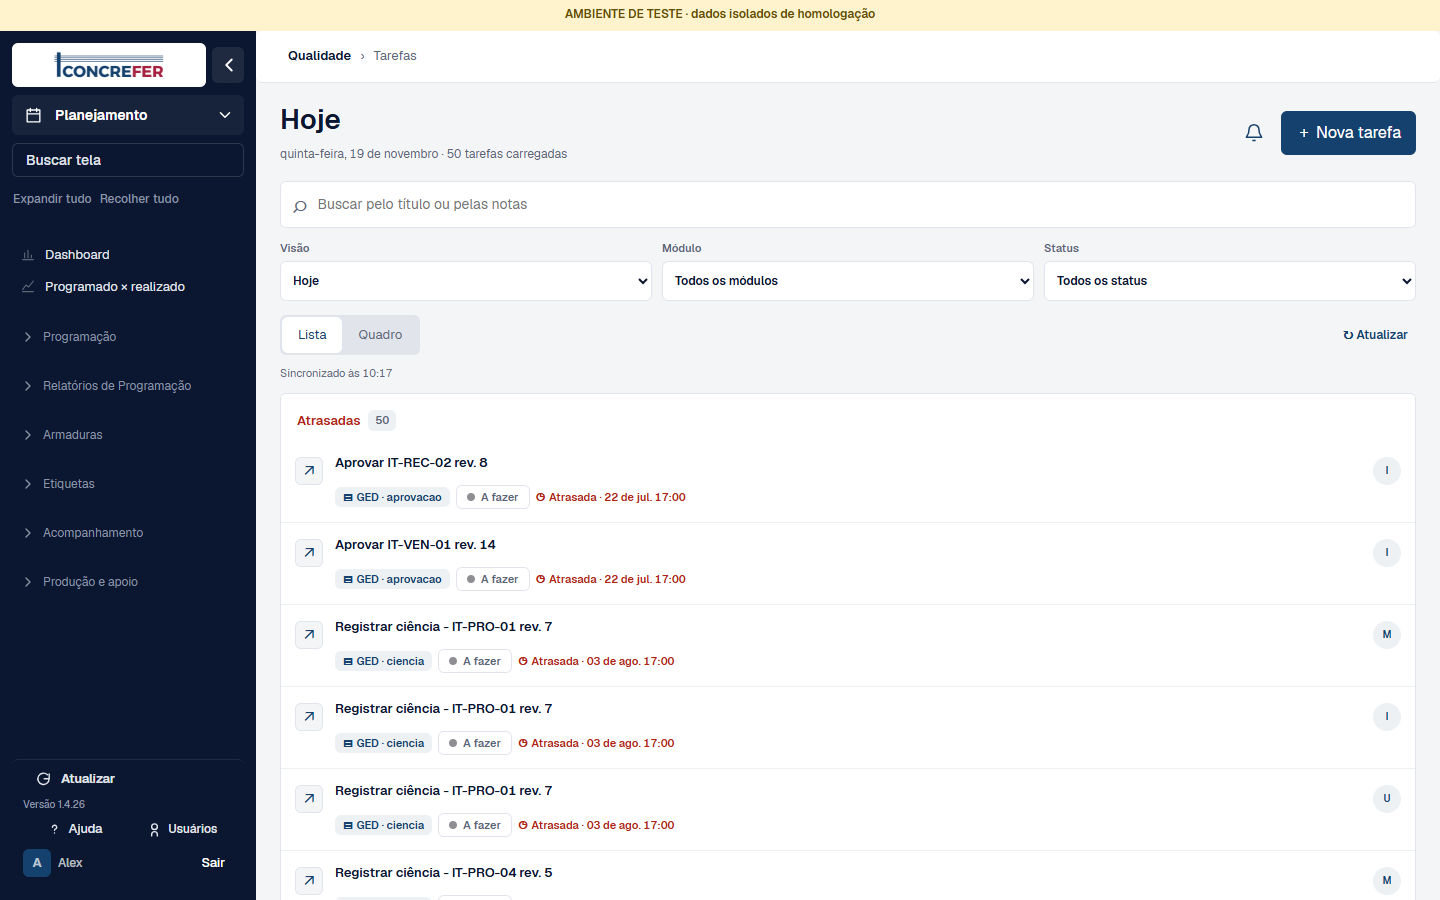 AMBIENTE DE TESTE · dados isolados de homologação
CONCREFER
Planejamento
Buscar tela
Expandir tudo Recolher tudo
Dashboard
Programado × realizado
Programação
Relatórios de Programação
Armaduras
Etiquetas
Acompanhamento
Produção e apoio
Atualizar
Versão 1.4.26
? Ajuda Usuários
A Alex Sair
Qualidade › Tarefas
Hoje
quinta-feira, 19 de novembro · 50 tarefas carregadas
+ Nova tarefa
Buscar pelo título ou pelas notas
Visão Módulo Status
Hoje Todos os módulos Todos os status
Lista Quadro
↻ Atualizar
Sincronizado às 10:17
Atrasadas 50
Aprovar IT-REC-02 rev. 8
I
GED · aprovacao A fazer Atrasada · 22 de jul. 17:00
Aprovar IT-VEN-01 rev. 14
I
GED · aprovacao A fazer Atrasada · 22 de jul. 17:00
Registrar ciência - IT-PRO-01 rev. 7
M
GED · ciencia A fazer Atrasada · 03 de ago. 17:00
Registrar ciência - IT-PRO-01 rev. 7
I
GED · ciencia A fazer Atrasada · 03 de ago. 17:00
Registrar ciência - IT-PRO-01 rev. 7
U
GED · ciencia A fazer Atrasada · 03 de ago. 17:00
Registrar ciência - IT-PRO-04 rev. 5
M